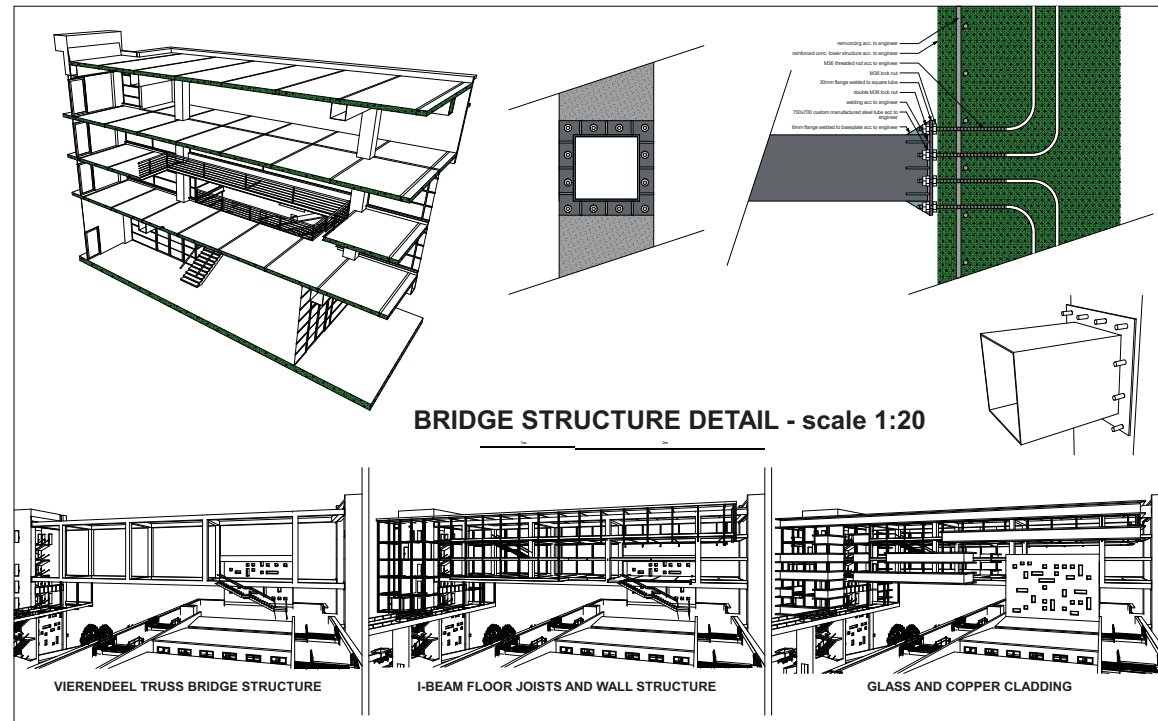 reinvorcing acc. to engineer
reinforced conc. tower structure acc. to engineer
M36 threaded rod acc to engineer
M36 lock nut
30mm flange welded to square tube
double M36 lock nut
welding acc to engineer
700x700 custom manufactured steel tube acc to
engineer
6mm flange welded to baseplate acc to engineer
BRIDGE STRUCTURE DETAIL - scale 1:20
1m
2m
VIERENDEEL TRUSS BRIDGE STRUCTURE
I-BEAM FLOOR JOISTS AND WALL STRUCTURE
GLASS AND COPPER CLADDING